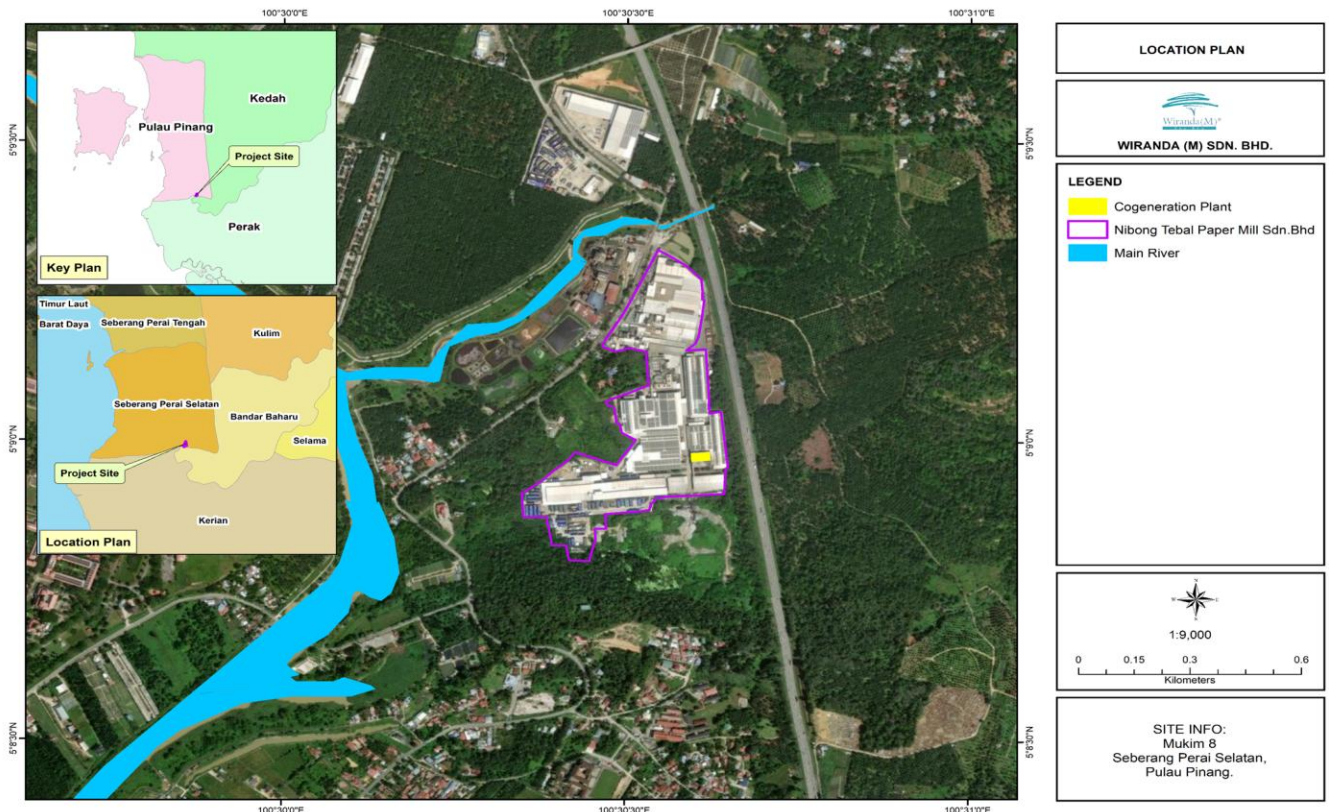 100°30'0"E
100°30'30"E
100°31'0"E
5°9'30"N
5°9'0"N
5°8'30"N
Kedah
Pulau Pinang
Project Site
Perak
Key Plan
Timur Laut
Barat Daya
Seberang Perai Tengah
Kulim
Seberang Perai Selatan
Bandar Baharu
Selama
Project Site
Kerian
Location Plan
5°9'30"N
5°9'0"N
5°8'30"N
100°30'0"E
100°30'30"E
100°31'0"E
LOCATION PLAN
Wiranda(M)®
WIRANDA (M) SDN. BHD.
LEGEND
Cogeneration Plant
Nibong Tebal Paper Mill Sdn.Bhd
Main River
1:9,000
0 0.15 0.3 0.6
Kilometers
SITE INFO:
Mukim 8
Seberang Perai Selatan,
Pulau Pinang.